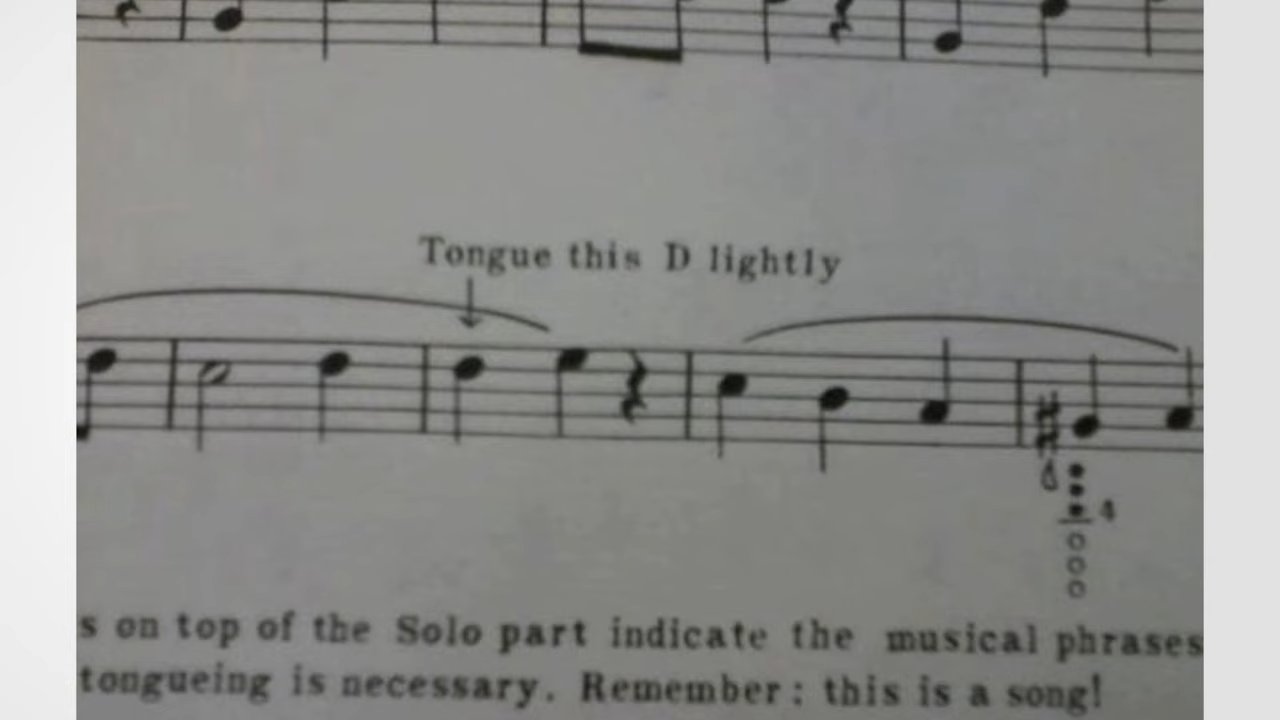 Tongue this D lightly
4
s on top of the Solo part indicate the musical phrases
tongueing is necessary. Remember: this is a song!